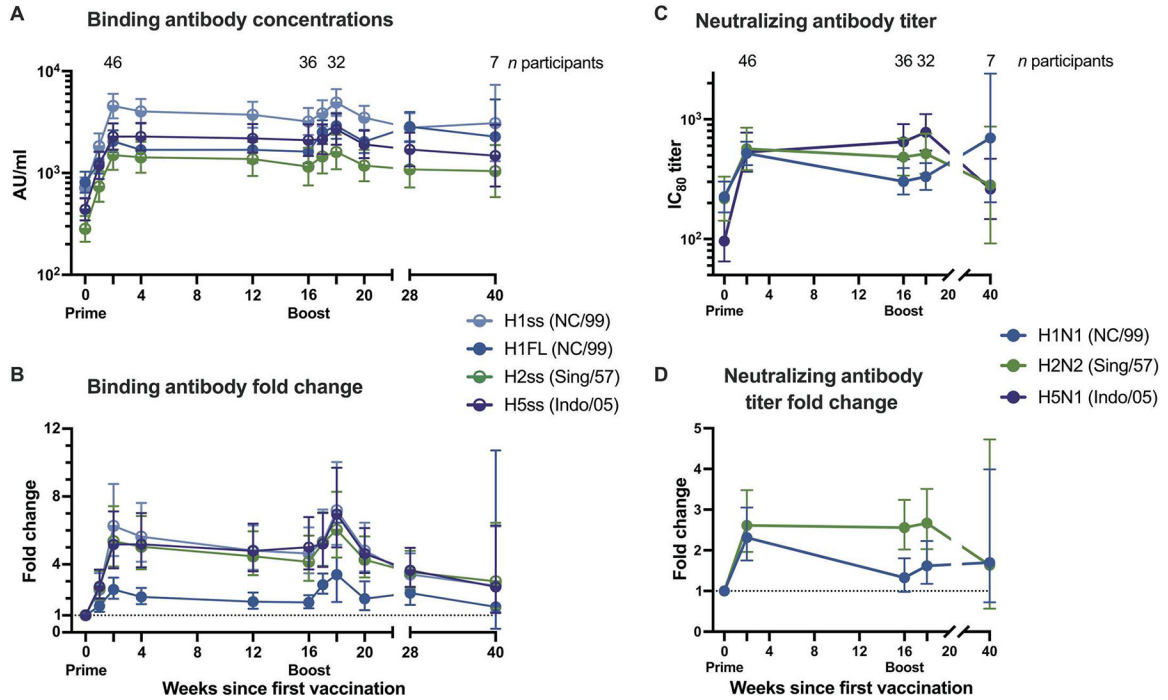 A
Binding antibody concentrations
46
36
32
7
n participants
10⁴
10³
10²
AU/ml
0
4
8
12
16
20
28
40
Prime
Boost
H1ss (NC/99)
H1FL (NC/99)
H2ss (Sing/57)
H5ss (Indo/05)
B
Binding antibody fold change
12
8
4
1
0
Fold change
0
4
8
12
16
20
28
40
Prime
Boost
Weeks since first vaccination
C
Neutralizing antibody titer
46
36
32
7
n participants
10³
10²
IC₈₀ titer
0
4
8
12
16
20
40
Prime
Boost
H1N1 (NC/99)
H2N2 (Sing/57)
H5N1 (Indo/05)
D
Neutralizing antibody
titer fold change
5
4
3
2
1
0
Fold change
0
4
8
12
16
20
40
Prime
Boost
Weeks since first vaccination